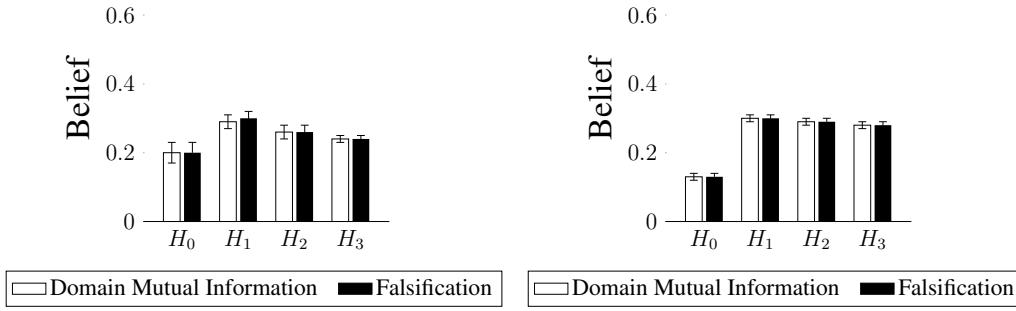 0.6
0.4
0.2
0
Belief
H₀ H₁ H₂ H₃
Domain Mutual Information Falsification
0.6
0.4
0.2
0
Belief
H₀ H₁ H₂ H₃
Domain Mutual Information Falsification